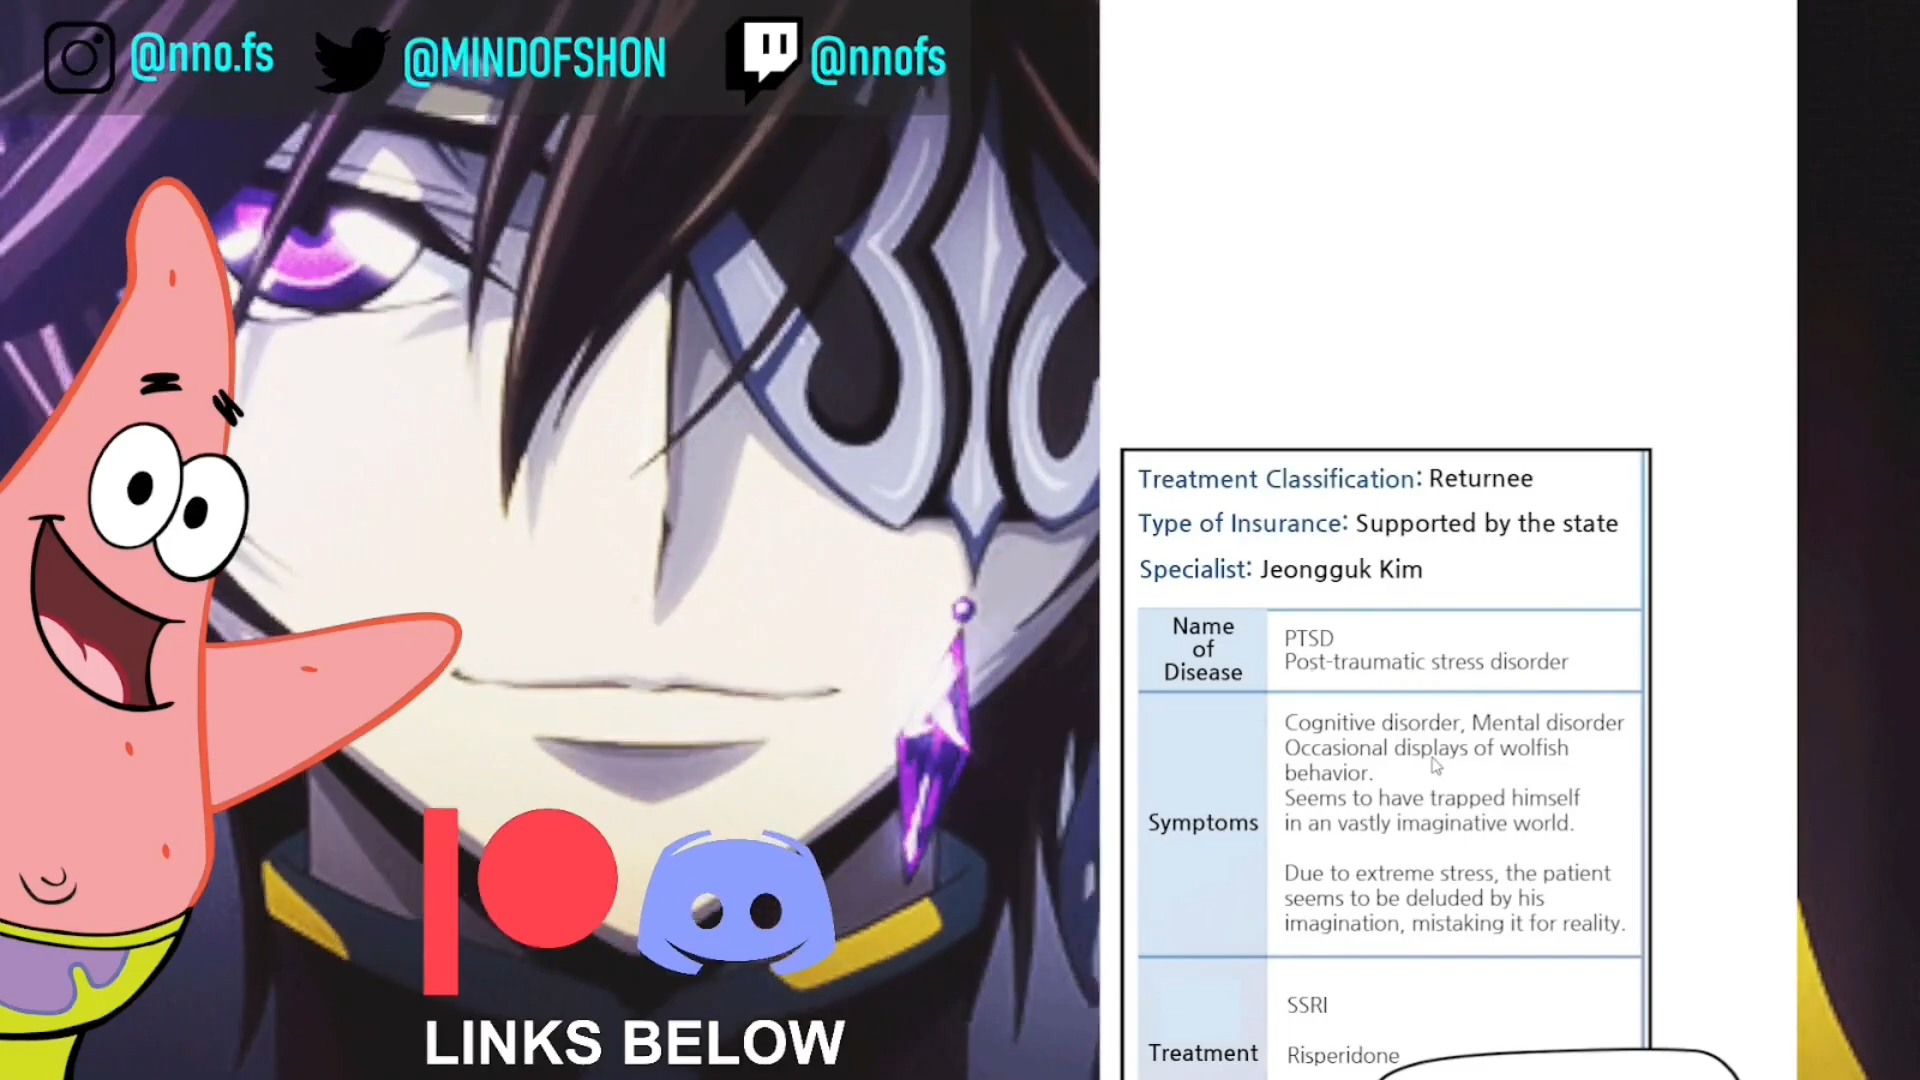 @nno.fs
@MINDOFSHON
@nnofs
LINKS BELOW
Treatment Classification: Returnee
Type of Insurance: Supported by the state
Specialist: Jeongguk Kim
Name
of
Disease
PTSD
Post-traumatic stress disorder
Symptoms
Cognitive disorder, Mental disorder
Occasional displays of wolfish
behavior.
Seems to have trapped himself
in an vastly imaginative world.
Due to extreme stress, the patient
seems to be deluded by his
imagination, mistaking it for reality.
Treatment
SSRI
Risperidone